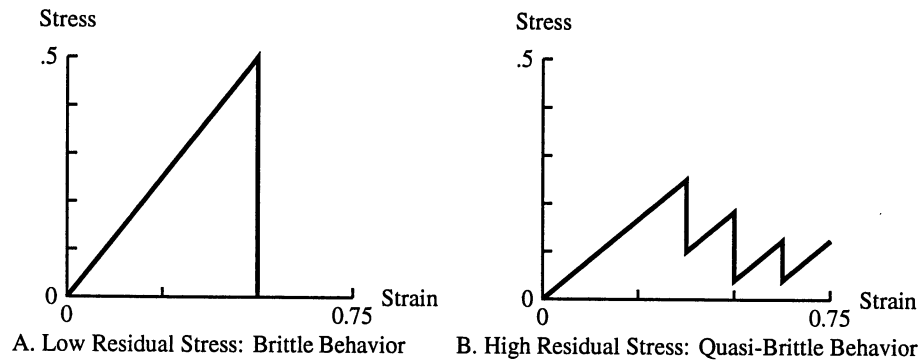 Stress
.5
0
0
0.75
Strain
A. Low Residual Stress: Brittle Behavior
Stress
.5
0
0
0.75
Strain
B. High Residual Stress: Quasi-Brittle Behavior